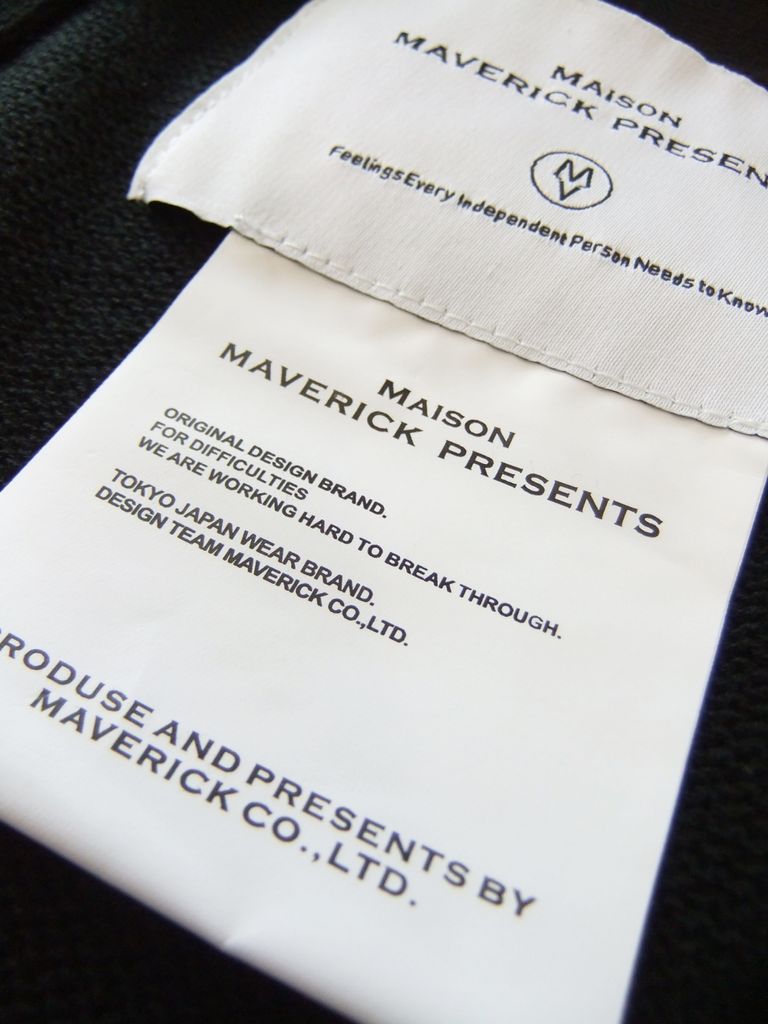 MAISON
MAVERICK PRESEN
MV
Feelings Every Independent Person Needs to Know
MAISON
MAVERICK PRESENTS
ORIGINAL DESIGN BRAND.
FOR DIFFICULTIES
WE ARE WORKING HARD TO BREAK THROUGH.
TOKYO JAPAN WEAR BRAND.
DESIGN TEAM MAVERICK CO.,LTD.
PRODUSE AND PRESENTS BY
MAVERICK CO.,LTD.